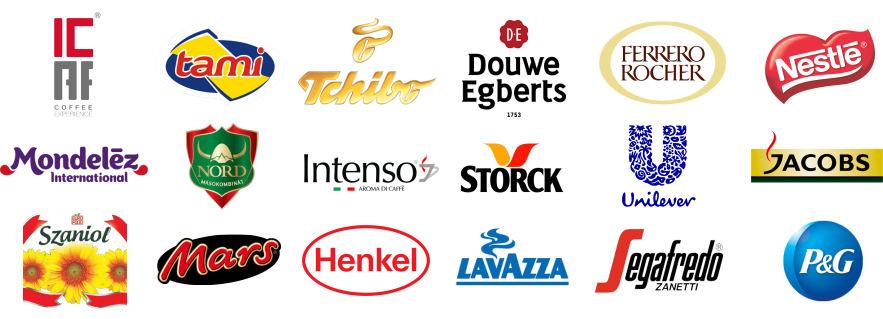 IC
AF
®
COFFEE
EXPERIENCE
tami
Tchibo
D·E
Douwe
Egberts
1753
FERRERO
ROCHER
Nestlé
®
Mondelēz
International
NORD
MASOKOMBINÁT
Intenso®
AROMA DI CAFFÈ
STORCK
U
Unilever
JACOBS
Szaniol
Mars
Henkel
LAVAZZA
Segafredo®
ZANETTI
P&G